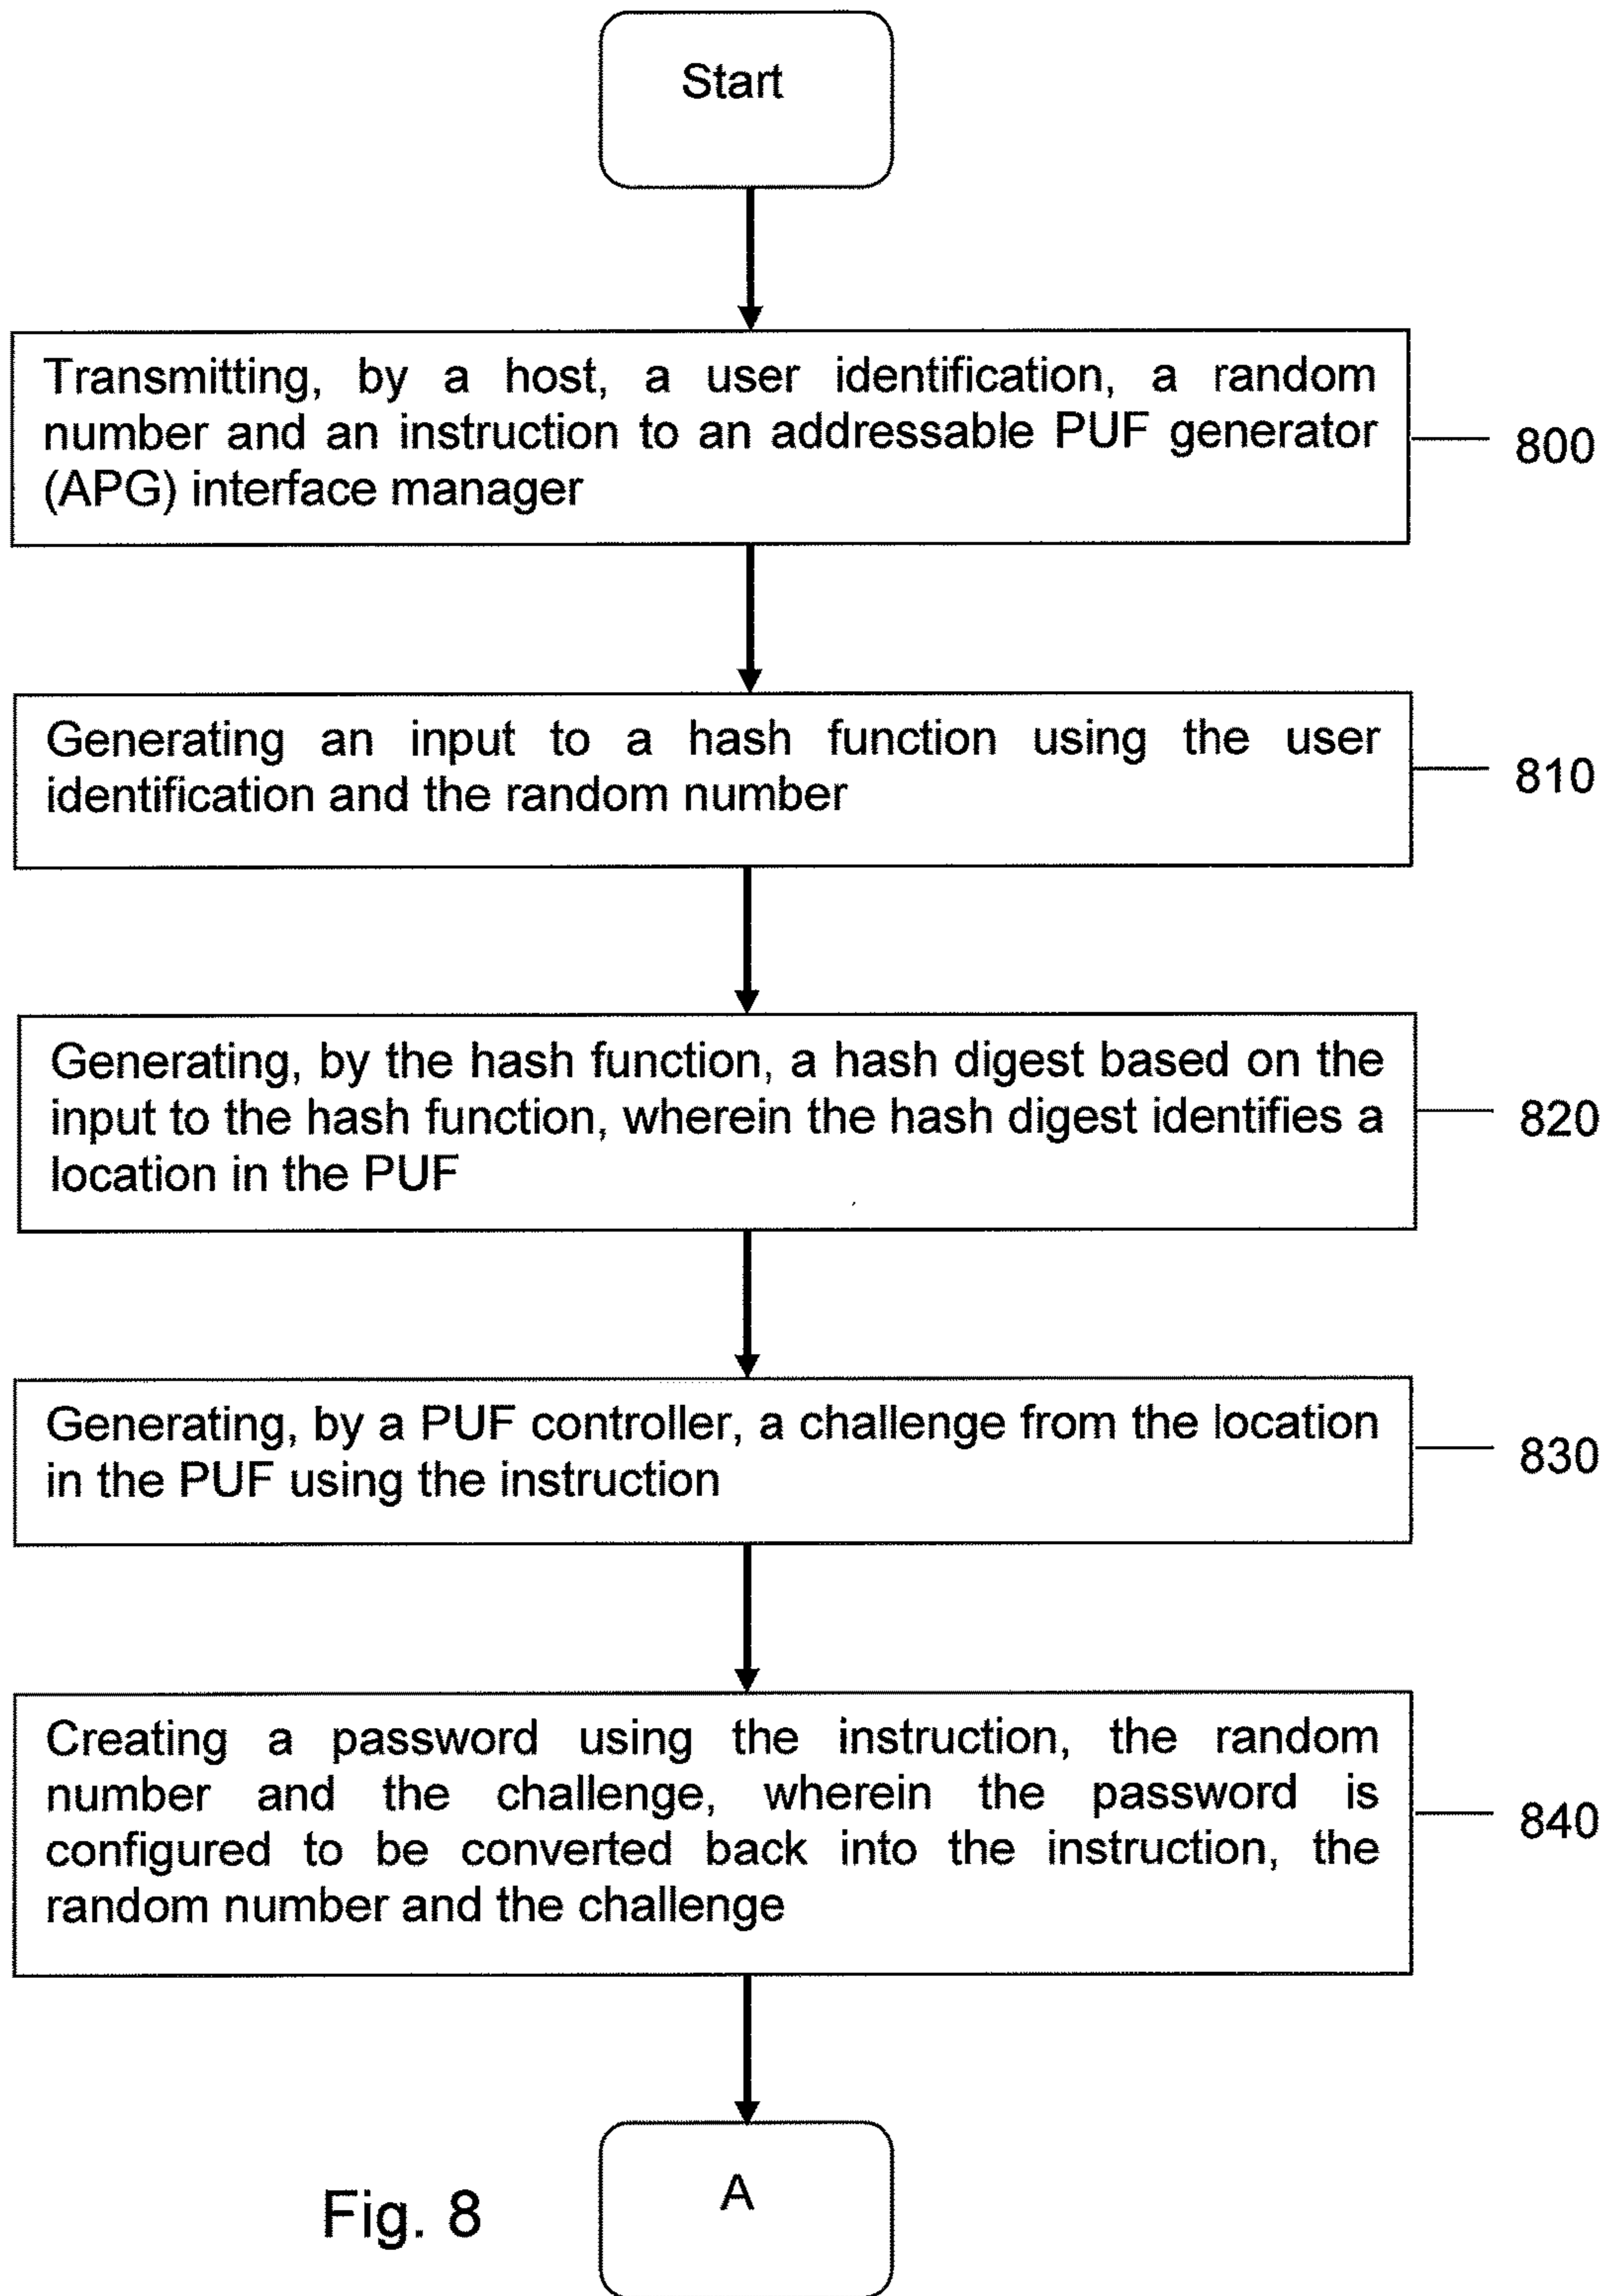 Start
Transmitting, by a host, a user identification, a random
number and an instruction to an addressable PUF generator
(APG) interface manager
800
Generating an input to a hash function using the user
identification and the random number
810
Generating, by the hash function, a hash digest based on the
input to the hash function, wherein the hash digest identifies a
location in the PUF
820
Generating, by a PUF controller, a challenge from the location
in the PUF using the instruction
830
Creating a password using the instruction, the random
number and the challenge, wherein the password is
configured to be converted back into the instruction, the
random number and the challenge
840
A
Fig. 8